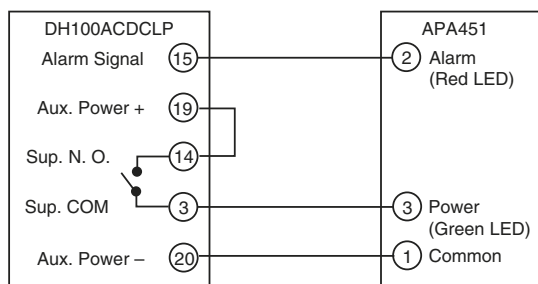 DH100ACDCLP
APA451
Alarm Signal 15
2 Alarm
(Red LED)
Aux. Power + 19
Sup. N. O. 14
Sup. COM 3
3 Power
(Green LED)
Aux. Power – 20
1 Common